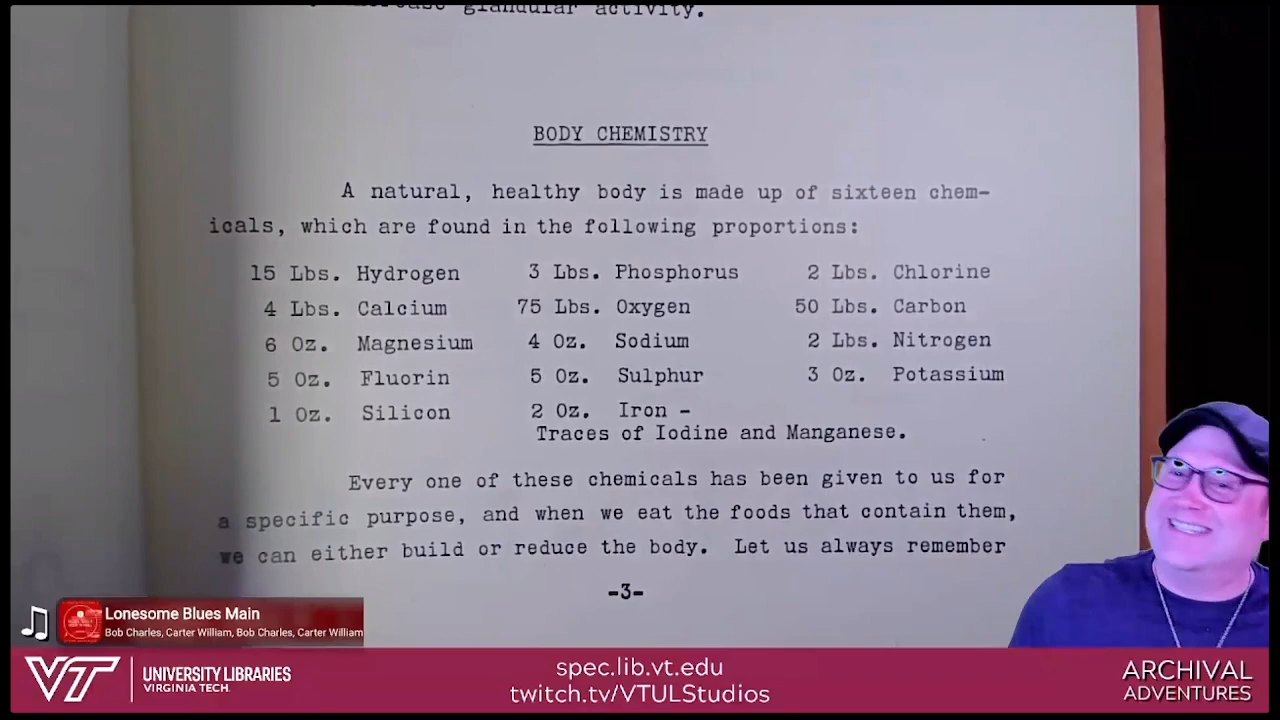 increase glandular activity.
BODY CHEMISTRY
A natural, healthy body is made up of sixteen chem-
icals, which are found in the following proportions:
15 Lbs. Hydrogen 3 Lbs. Phosphorus 2 Lbs. Chlorine
4 Lbs. Calcium 75 Lbs. Oxygen 50 Lbs. Carbon
6 Oz. Magnesium 4 Oz. Sodium 2 Lbs. Nitrogen
5 Oz. Fluorin 5 Oz. Sulphur 3 Oz. Potassium
1 Oz. Silicon 2 Oz. Iron -
Traces of Iodine and Manganese.
Every one of these chemicals has been given to us for
a specific purpose, and when we eat the foods that contain them,
we can either build or reduce the body. Let us always remember
-3-
Lonesome Blues Main
Bob Charles, Carter William, Bob Charles, Carter William
VT UNIVERSITY LIBRARIES
VIRGINIA TECH.
spec.lib.vt.edu
twitch.tv/VTULStudios
ARCHIVAL
ADVENTURES